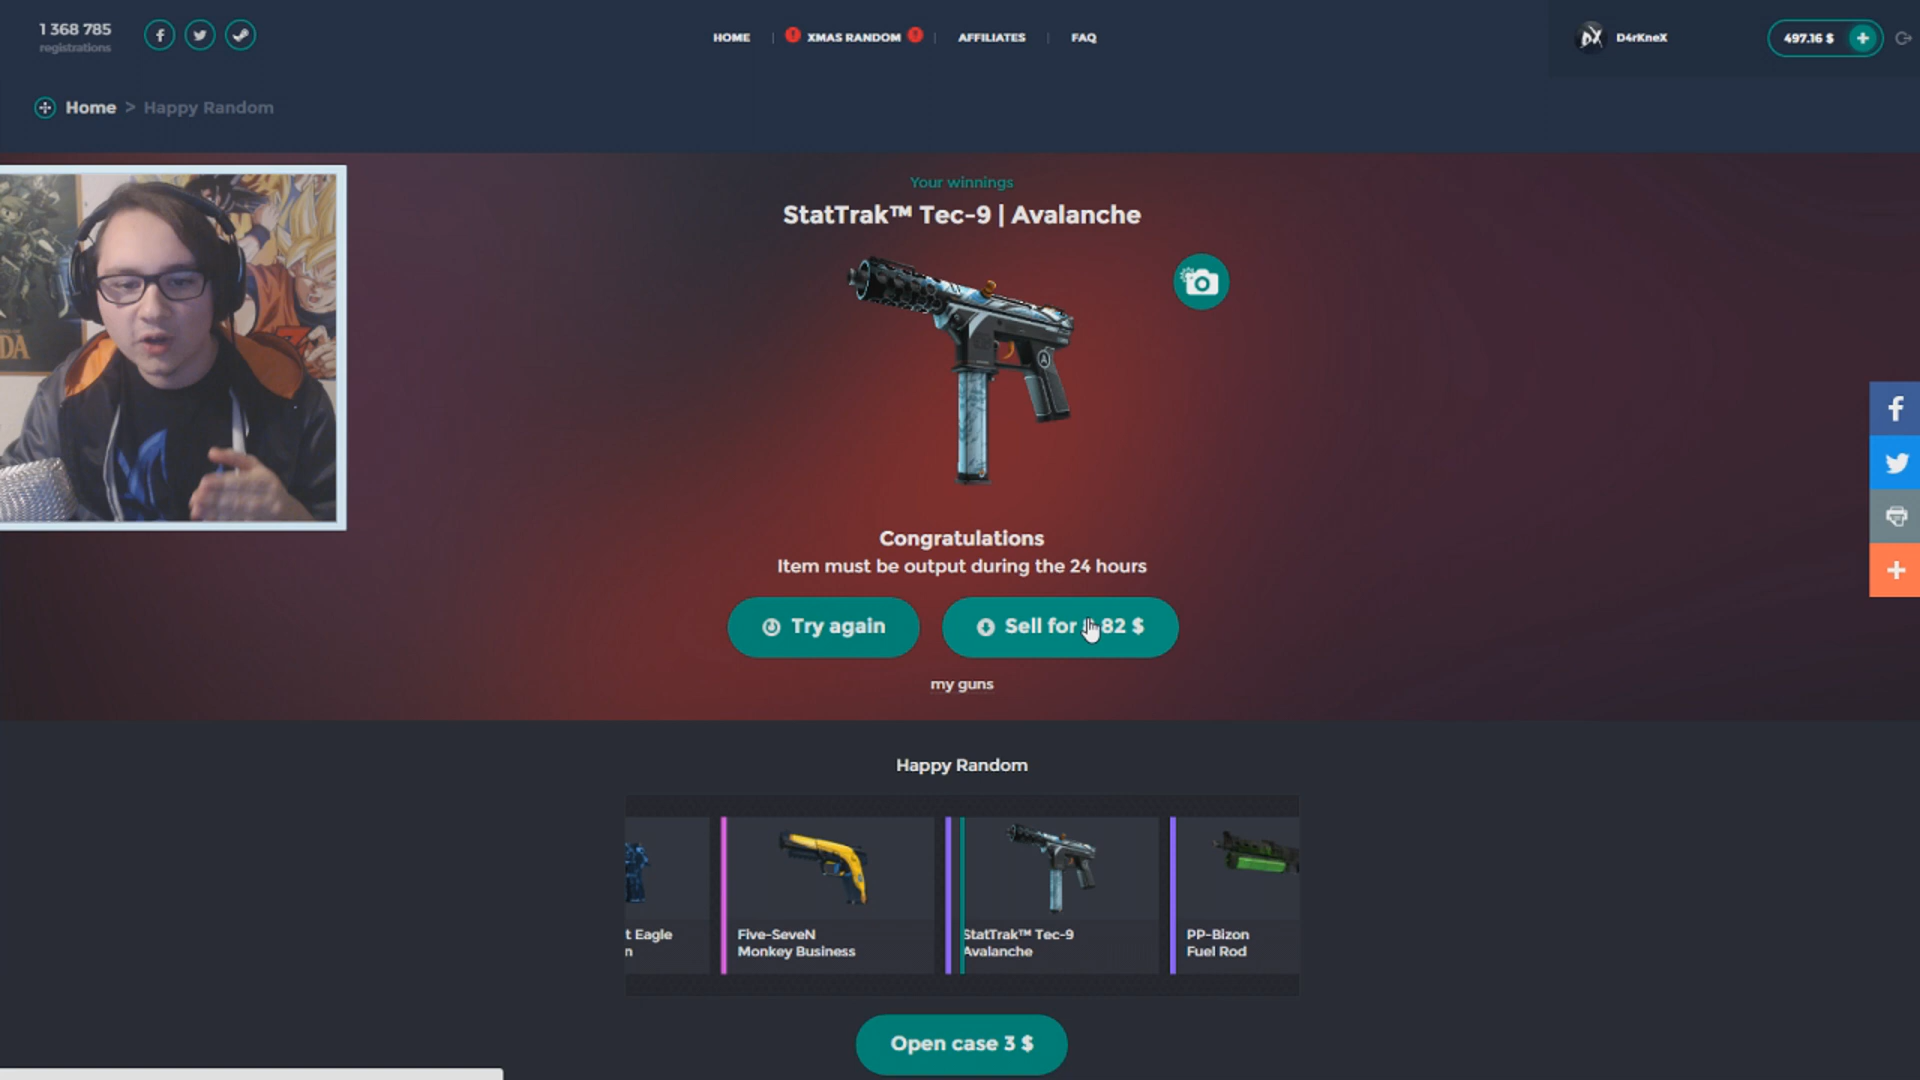 1 368 785
registrations
HOME | XMAS RANDOM | AFFILIATES | FAQ
D4rKneX
497.16 $
Home > Happy Random
DA
Your winnings
StatTrak™ Tec-9 | Avalanche
Congratulations
Item must be output during the 24 hours
Try again
Sell for 82 $
my guns
Happy Random
t Eagle
n
Five-SeveN
Monkey Business
StatTrak™ Tec-9
Avalanche
PP-Bizon
Fuel Rod
Open case 3 $